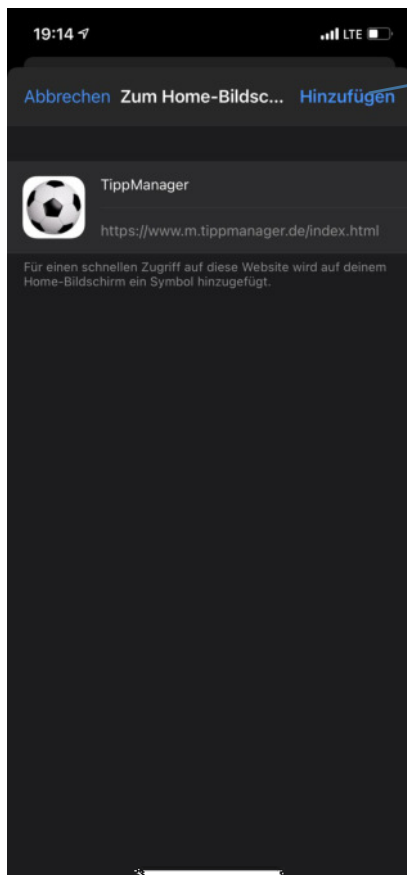 19:14 LTE
Abbrechen Zum Home-Bildsc... Hinzufügen
TippManager
https://www.m.tippmanager.de/index.html
Für einen schnellen Zugriff auf diese Website wird auf deinem
Home-Bildschirm ein Symbol hinzugefügt.